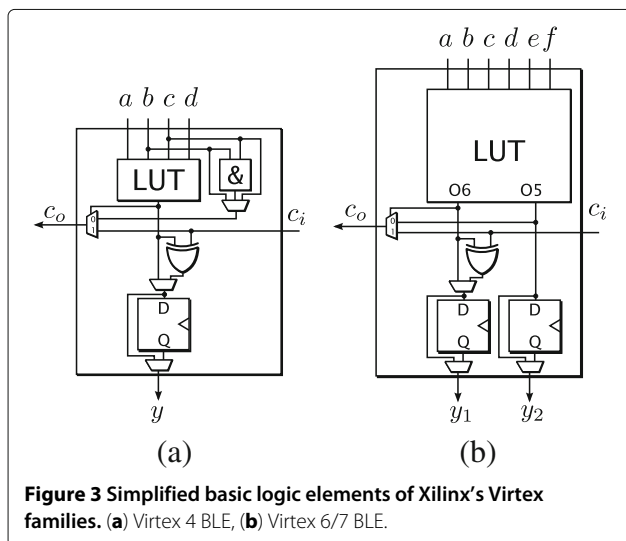 a b c d
LUT
&
c_o
0
1
c_i
D
Q
y
(a)
a b c d e f
LUT
O6 O5
c_o
0
1
c_i
D
Q
D
Q
y_1
y_2
(b)
Figure 3 Simplified basic logic elements of Xilinx's Virtex
families. (a) Virtex 4 BLE, (b) Virtex 6/7 BLE.